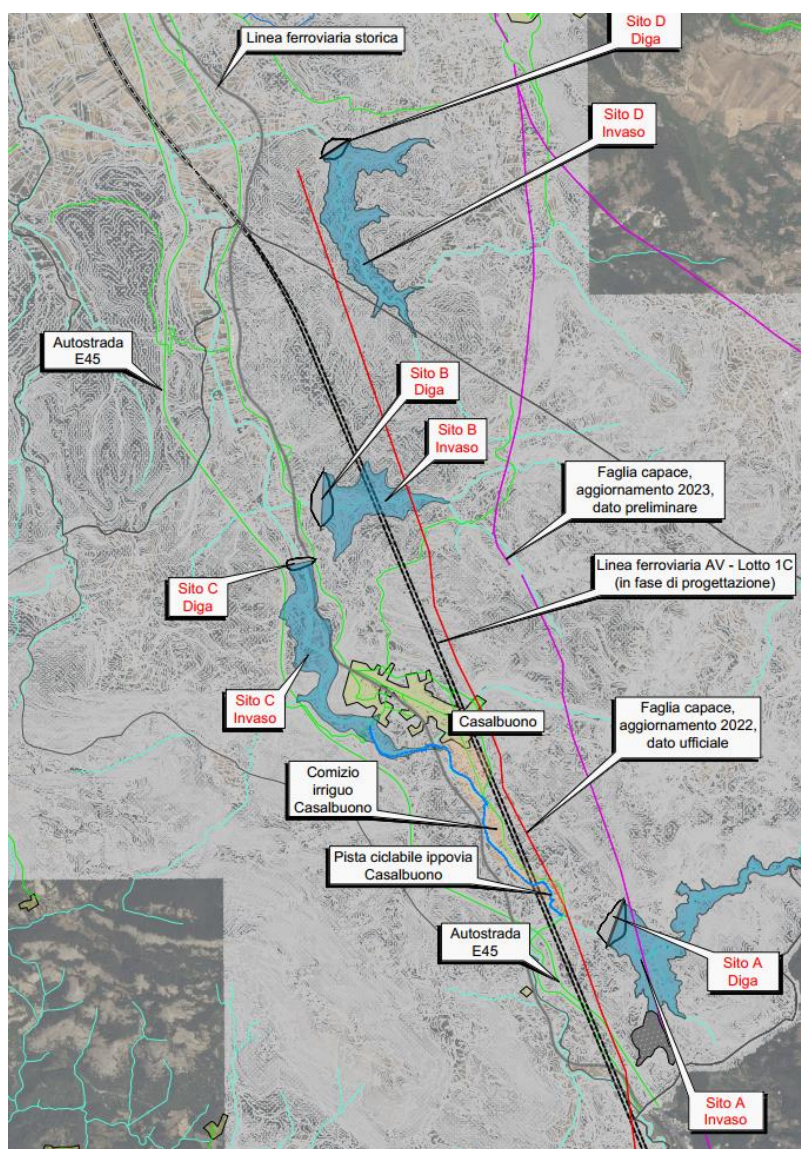 Sito D
Diga
Linea ferroviaria storica
Sito D
Invaso
Autostrada
E45
Sito B
Diga
Sito B
Invaso
Faglia capace,
aggiornamento 2023,
dato preliminare
Linea ferroviaria AV - Lotto 1C
(in fase di progettazione)
Sito C
Diga
Sito C
Invaso
Casalbuono
Faglia capace,
aggiornamento 2022,
dato ufficiale
Comizio
irriguo
Casalbuono
Pista ciclabile ippovia
Casalbuono
Autostrada
E45
Sito A
Diga
Sito A
Invaso